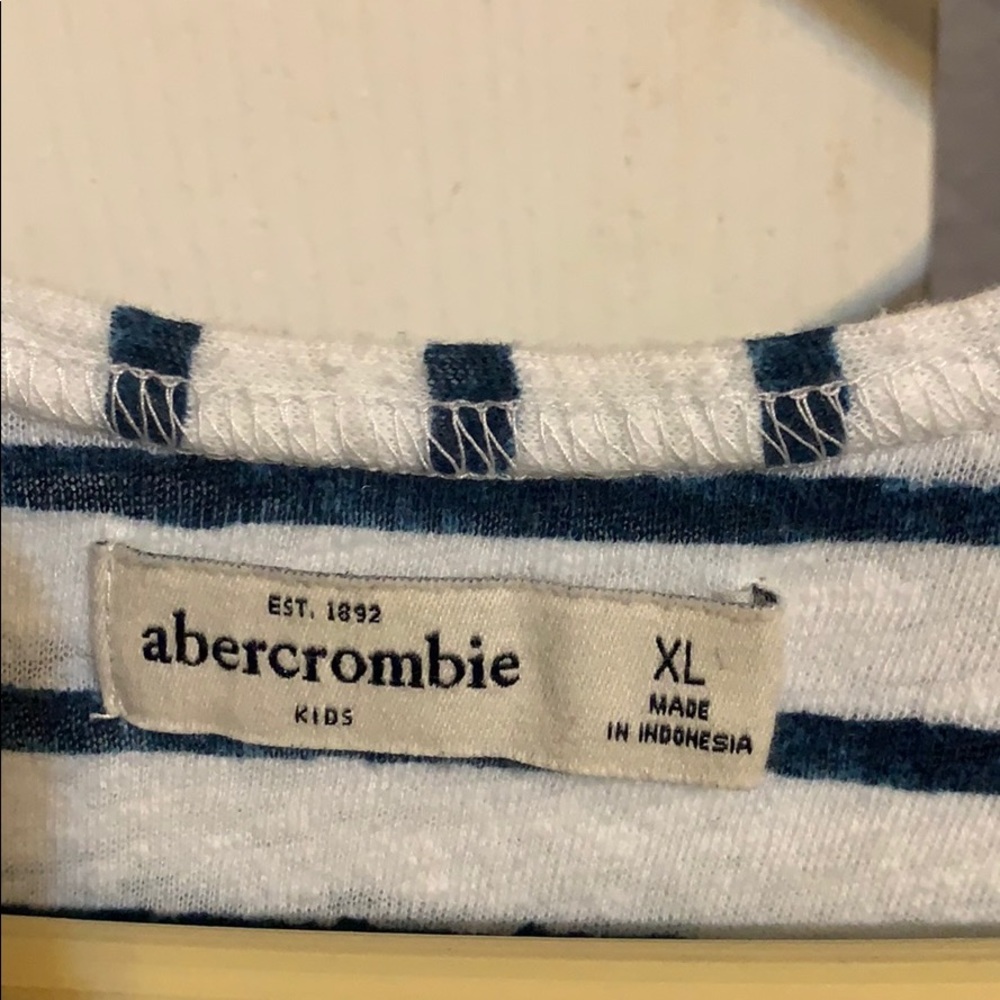 EST. 1892
abercrombie
KIDS
XL
MADE
IN INDONESIA